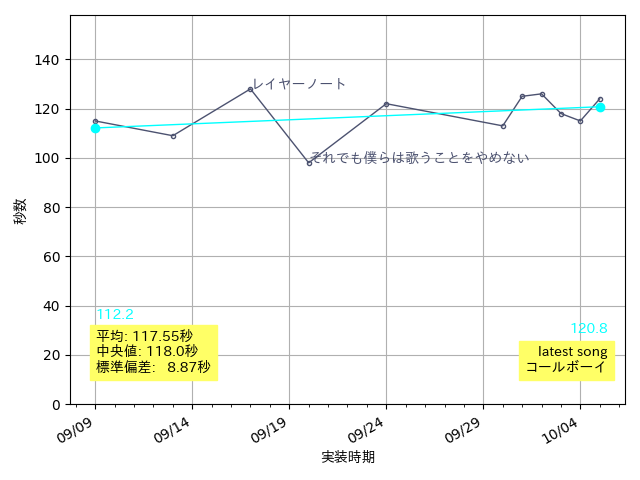 140
120
100
80
60
40
20
0
秒数
レイヤーノート
それでも僕らは歌うことをやめない
112.2
120.8
平均: 117.55秒
中央値: 118.0秒
標準偏差:  8.87秒
latest song
コールボーイ
09/09
09/14
09/19
09/24
09/29
10/04
実装時期